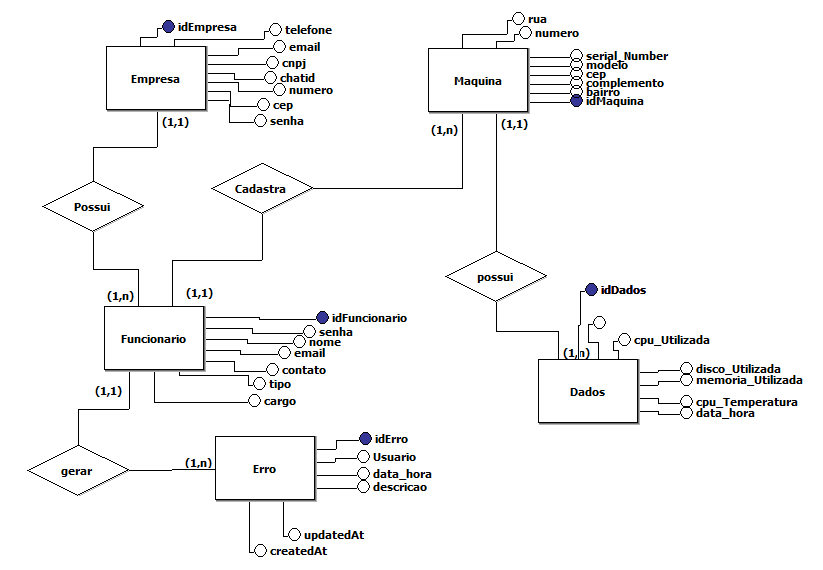 idEmpresa
telefone
email
cnpj
chatid
numero
cep
senha
Empresa
(1,1)
rua
numero
serial_Number
modelo
cep
complemento
bairro
idMaquina
Maquina
(1,n)
(1,1)
Possui
Cadastra
possui
(1,n)
(1,1)
Funcionario
idFuncionario
senha
nome
email
contato
tipo
cargo
(1,1)
idDados
cpu_Utilizada
(1,n)
Dados
disco_Utilizada
memoria_Utilizada
cpu_Temperatura
data_hora
gerar
(1,n)
Erro
idErro
Usuario
data_hora
descricao
updatedAt
createdAt